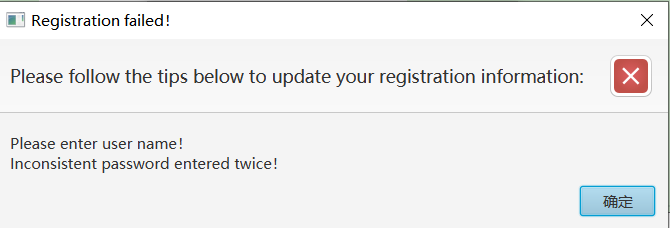 Registration failed!
Please follow the tips below to update your registration information:
Please enter user name!
Inconsistent password entered twice!
确定